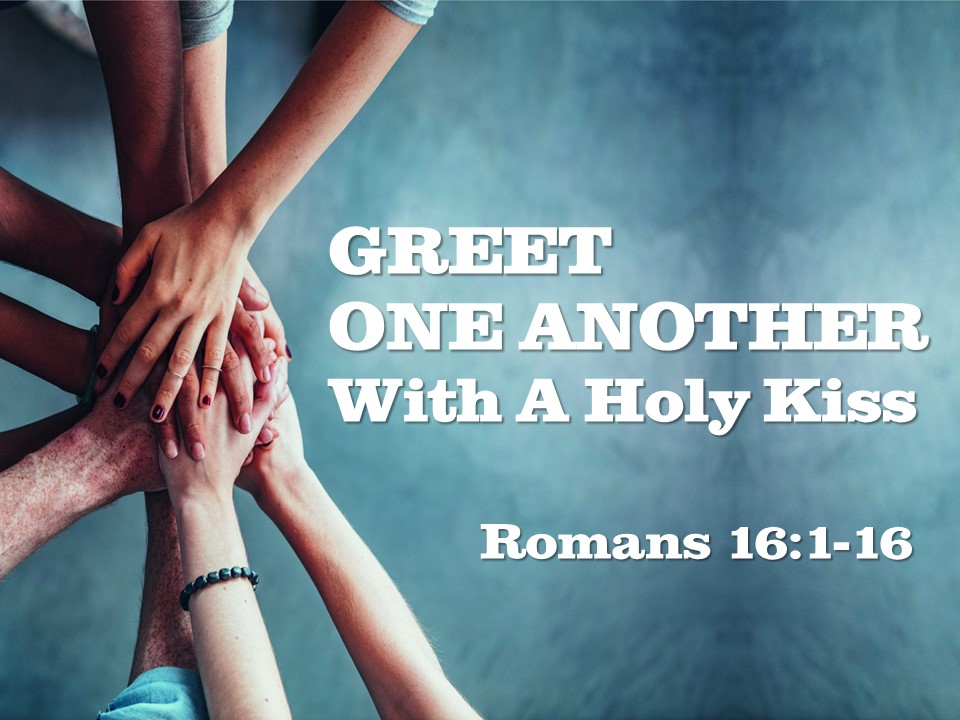 GREET
ONE ANOTHER
With A Holy Kiss
Romans 16:1-16